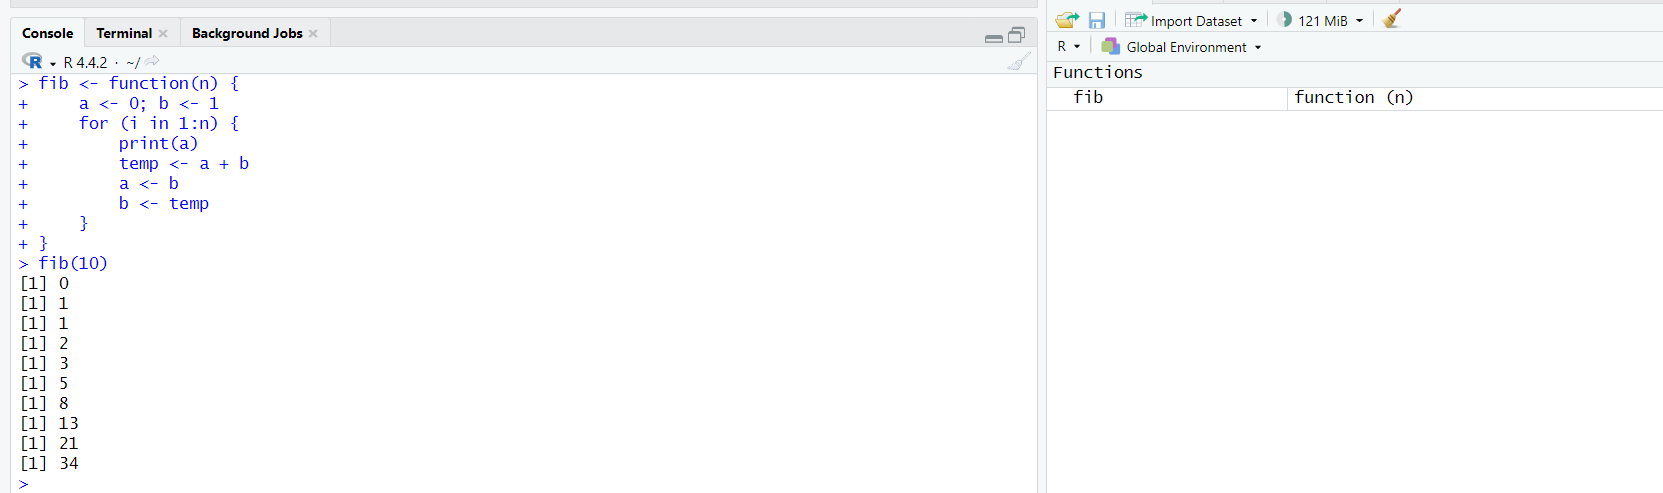 Console Terminal Background Jobs
R R 4.4.2 · ~/
> fib <- function(n) {
+     a <- 0; b <- 1
+     for (i in 1:n) {
+         print(a)
+         temp <- a + b
+         a <- b
+         b <- temp
+     }
+ }
> fib(10)
[1] 0
[1] 1
[1] 1
[1] 2
[1] 3
[1] 5
[1] 8
[1] 13
[1] 21
[1] 34
>
Import Dataset 121 MiB
R Global Environment
Functions
fib function (n)